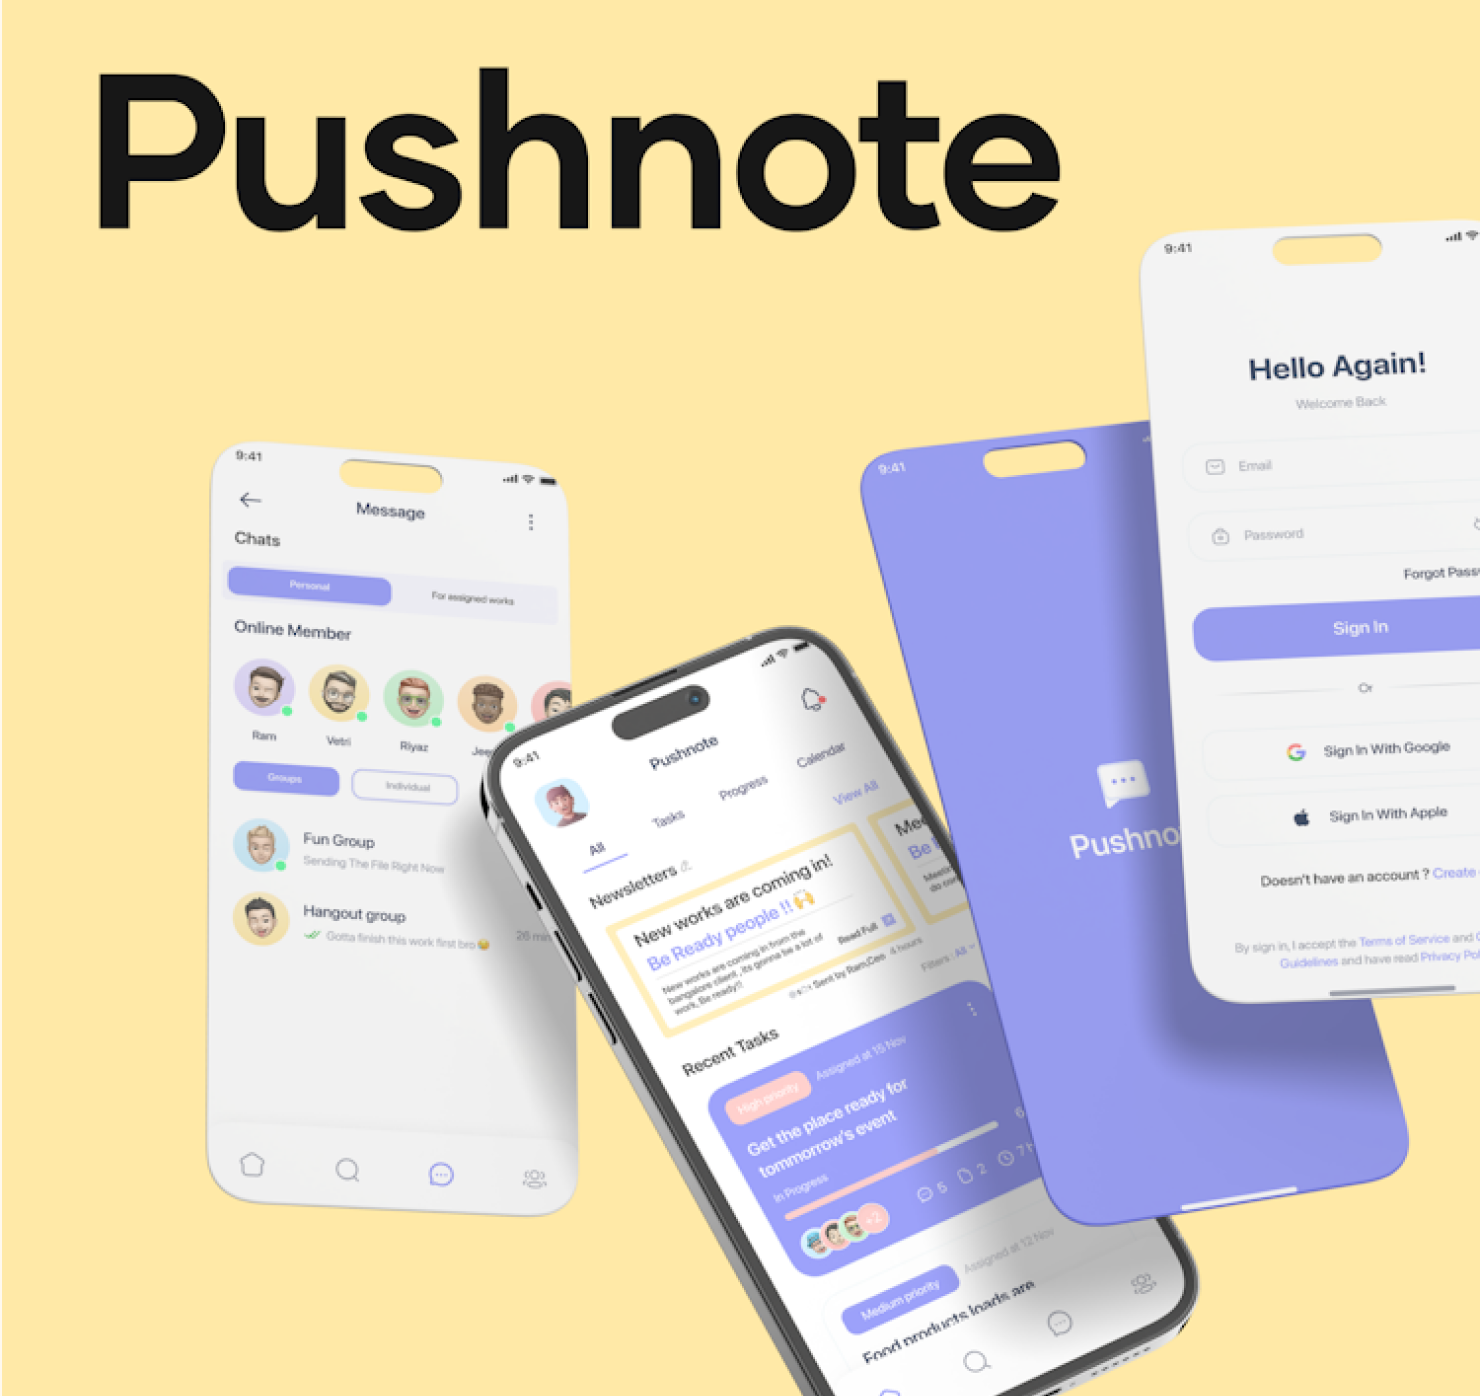 Pushnote
9:41
Message
Chats
Personal
For assigned works
Online Member
Ram
Vetri
Riyaz
Groups
Individual
Fun Group
Sending The File Right Now
Hangout group
Gotta finish this work first bro 😂
26 min
9:41
Pushnote
All
Tasks
Progress
Calendar
Newsletters
View All
New works are coming in!
Be Ready people !! 🙌
New works are coming in from the
bangalore client , its gonna be a lot of
work, Be ready!!
Read Full
Sent by Ram,Ceo
4 hours
Be
Recent Tasks
Filters : All
High priority
Assigned at 15 Nov
Get the place ready for
tommorrow's event
In Progress
+2
5
2
Medium priority
Assigned at 12 Nov
Food products loads are
9:41
Pushno
9:41
Hello Again!
Welcome Back
Email
Password
Forgot Passw
Sign In
Or
Sign In With Google
Sign In With Apple
Doesn't have an account ? Create
By sign in, I accept the Terms of Service and
Guidelines and have read Privacy Pol